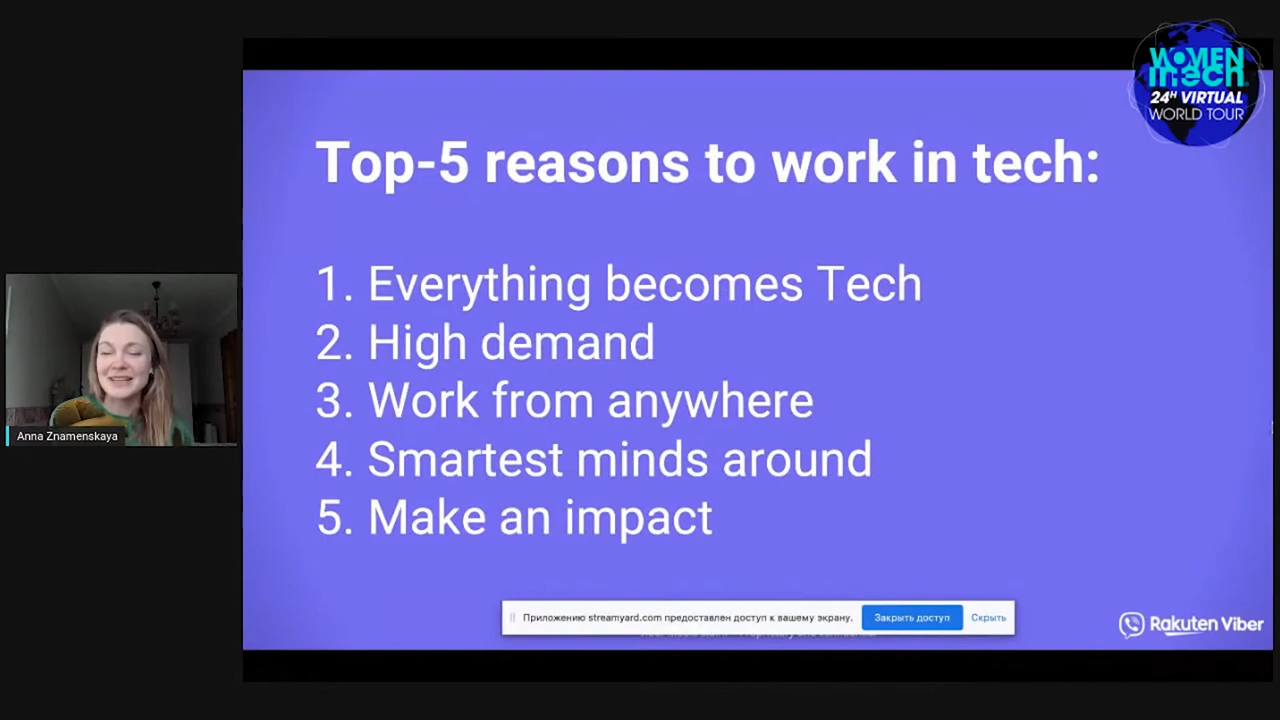 WOMEN
in tech
24H VIRTUAL
WORLD TOUR
Top-5 reasons to work in tech:
1. Everything becomes Tech
2. High demand
3. Work from anywhere
4. Smartest minds around
5. Make an impact
Anna Znamenskaya
Приложению streamyard.com предоставлен доступ к вашему экрану. Закрыть доступ Скрыть
Rakuten Viber